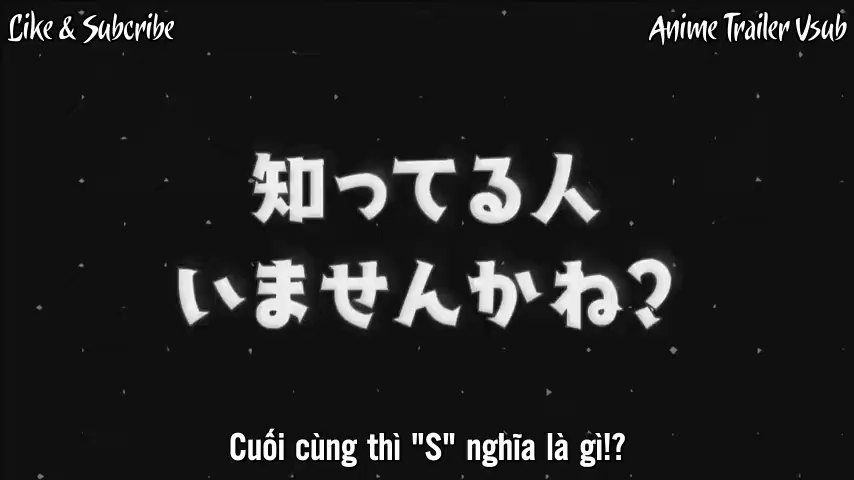 Like & Subcribe
Anime Trailer Vsub
知ってる人
いませんかね?
Cuối cùng thì "S" nghĩa là gì!?